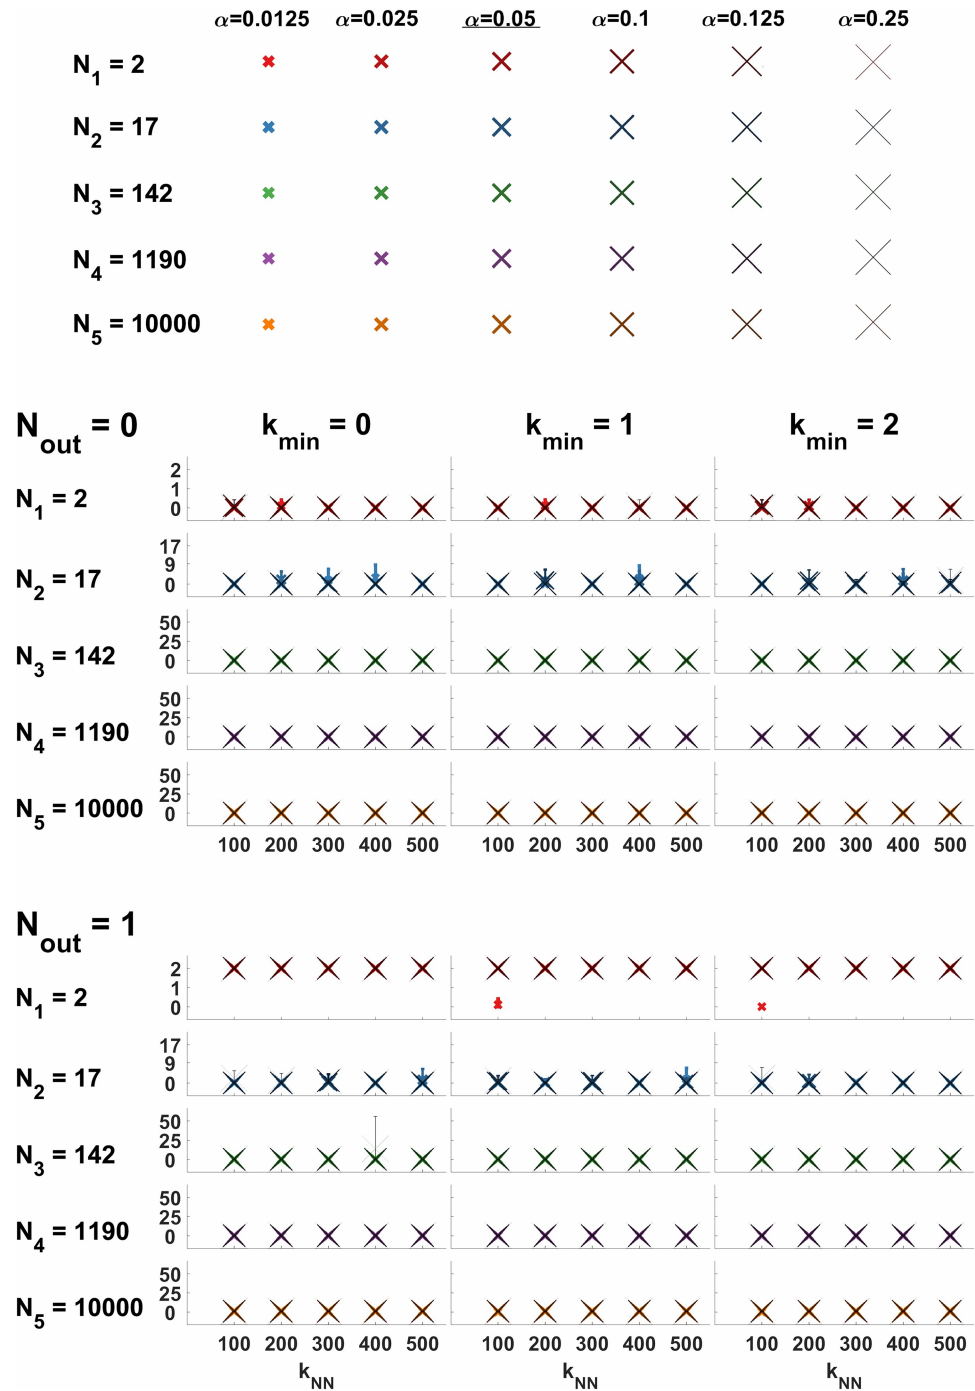 α=0.0125 α=0.025 α=0.05 α=0.1 α=0.125 α=0.25
N1 = 2
N2 = 17
N3 = 142
N4 = 1190
N5 = 10000
Nout = 0 kmin = 0 kmin = 1 kmin = 2
N1 = 2
2
1
0
N2 = 17
17
9
0
N3 = 142
50
25
0
N4 = 1190
50
25
0
N5 = 10000
50
25
0
100 200 300 400 500 100 200 300 400 500 100 200 300 400 500
Nout = 1
N1 = 2
2
1
0
N2 = 17
17
9
0
N3 = 142
50
25
0
N4 = 1190
50
25
0
N5 = 10000
50
25
0
100 200 300 400 500 100 200 300 400 500 100 200 300 400 500
kNN kNN kNN